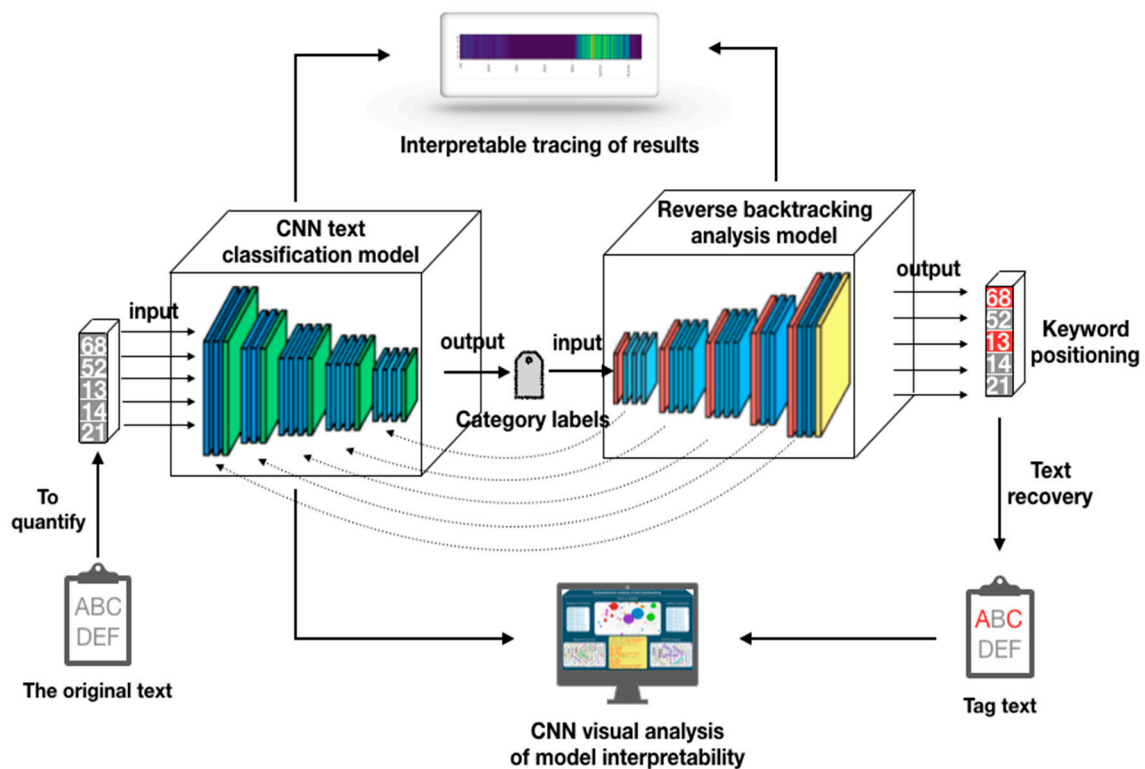 Interpretable tracing of results
CNN text
classification model
Reverse backtracking
analysis model
input
output
input
output
68
52
13
14
21
Category labels
68
52
13
14
21
Keyword
positioning
To
quantify
Text
recovery
ABC
DEF
The original text
ABC
DEF
Tag text
CNN visual analysis
of model interpretability